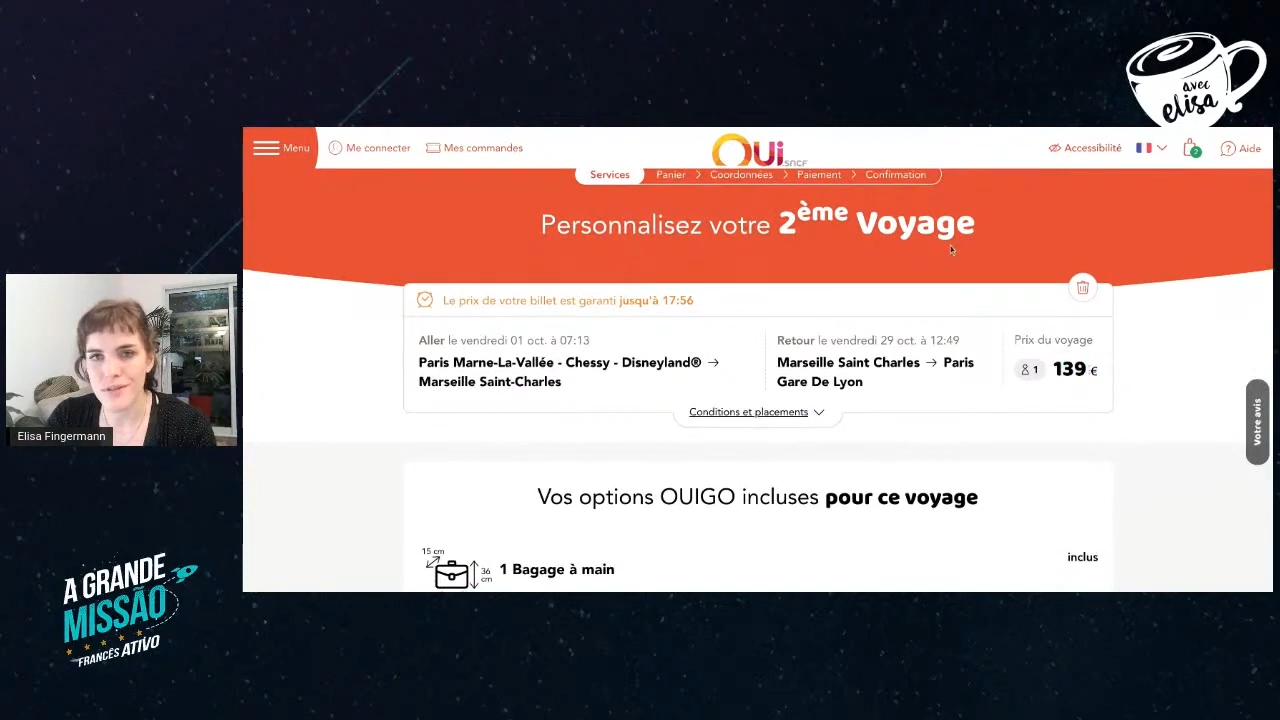 avec
elisa
Menu
Me connecter
Mes commandes
OUi
SNCF
Accessibilité
2
Aide
Services
Panier
Coordonnées
Paiement
Confirmation
Personnalisez votre 2ème Voyage
Le prix de votre billet est garanti jusqu'à 17:56
Aller le vendredi 01 oct. à 07:13
Paris Marne-La-Vallée - Chessy - Disneyland® →
Marseille Saint-Charles
Retour le vendredi 29 oct. à 12:49
Marseille Saint Charles → Paris
Gare De Lyon
Prix du voyage
1
139 €
Conditions et placements
Votre avis
Elisa Fingermann
Vos options OUIGO incluses pour ce voyage
15 cm
36
cm
1 Bagage à main
inclus
A GRANDE
MISSÃO
FRANCÊS ATIVO